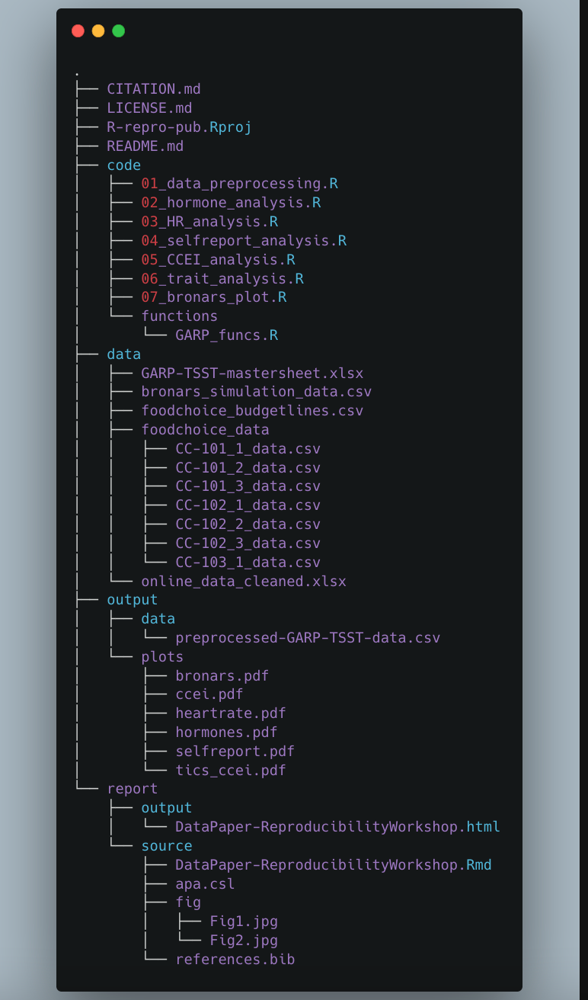 .
├── CITATION.md
├── LICENSE.md
├── R-repro-pub.Rproj
├── README.md
├── code
│   ├── 01_data_preprocessing.R
│   ├── 02_hormone_analysis.R
│   ├── 03_HR_analysis.R
│   ├── 04_selfreport_analysis.R
│   ├── 05_CCEI_analysis.R
│   ├── 06_trait_analysis.R
│   ├── 07_bronars_plot.R
│   └── functions
│       └── GARP_funcs.R
├── data
│   ├── GARP-TSST-mastersheet.xlsx
│   ├── bronars_simulation_data.csv
│   ├── foodchoice_budgetlines.csv
│   ├── foodchoice_data
│   │   ├── CC-101_1_data.csv
│   │   ├── CC-101_2_data.csv
│   │   ├── CC-101_3_data.csv
│   │   ├── CC-102_1_data.csv
│   │   ├── CC-102_2_data.csv
│   │   ├── CC-102_3_data.csv
│   │   └── CC-103_1_data.csv
│   └── online_data_cleaned.xlsx
├── output
│   ├── data
│   │   └── preprocessed-GARP-TSST-data.csv
│   └── plots
│       ├── bronars.pdf
│       ├── ccei.pdf
│       ├── heartrate.pdf
│       ├── hormones.pdf
│       ├── selfreport.pdf
│       └── tics_ccei.pdf
└── report
    ├── output
    │   └── DataPaper-ReproducibilityWorkshop.html
    └── source
        ├── DataPaper-ReproducibilityWorkshop.Rmd
        ├── apa.csl
        ├── fig
        │   ├── Fig1.jpg
        │   └── Fig2.jpg
        └── references.bib